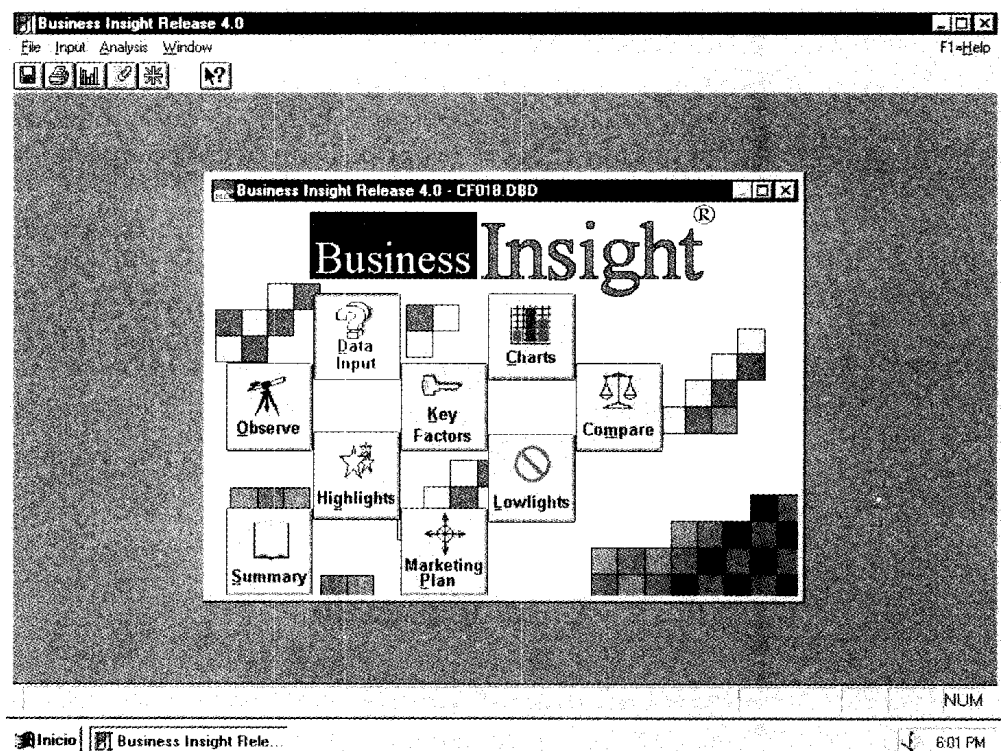 Business Insight Release 4.0
File Input Analysis Window F1=Help
Business Insight Release 4.0 - CF018.DBD
Business Insight®
Data
Input
Charts
Observe
Key
Factors
Compare
Highlights
Lowlights
Summary
Marketing
Plan
NUM
Inicio Business Insight Rele... 6:01 PM